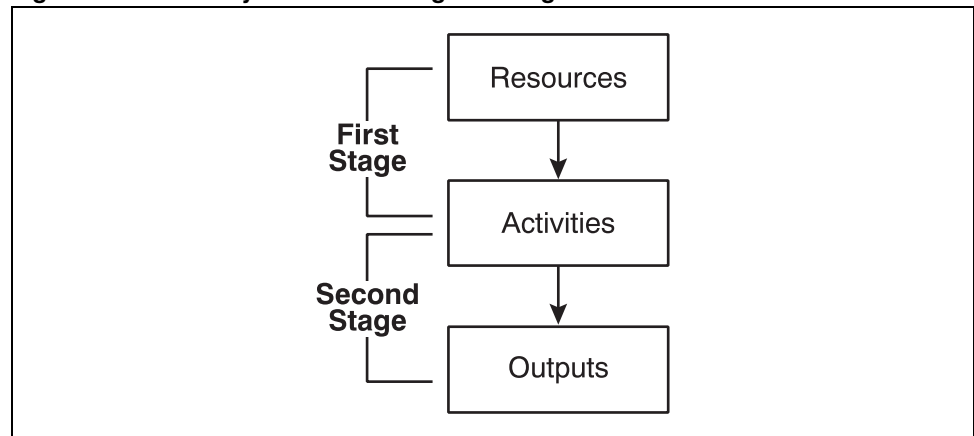 Resources
First
Stage
Activities
Second
Stage
Outputs